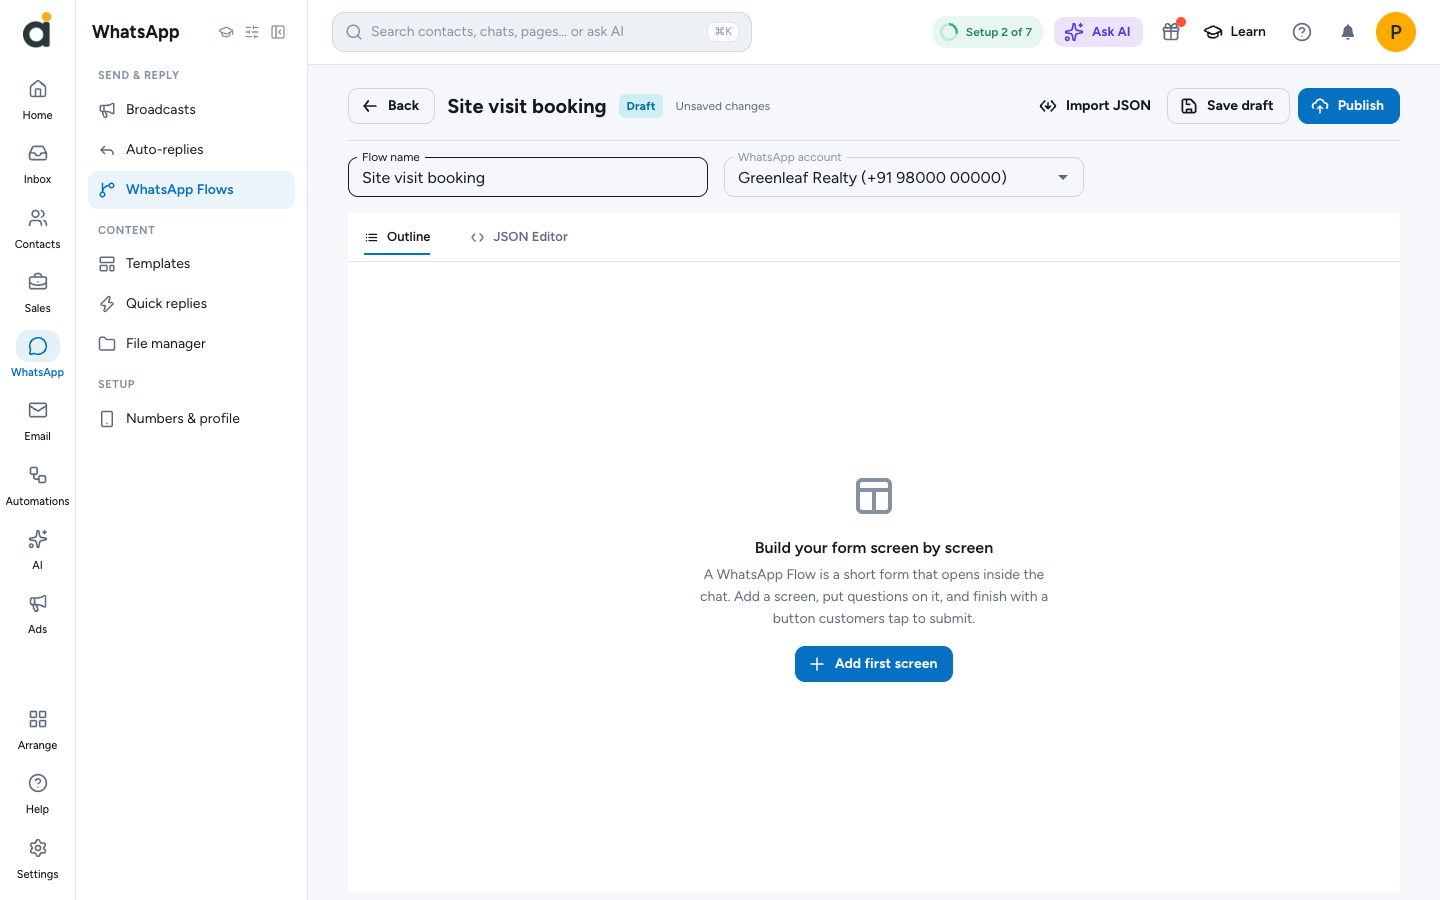 WhatsApp
Search contacts, chats, pages... or ask AI
⌘K
Setup 2 of 7
Ask AI
Learn
P
Home
Inbox
Contacts
Sales
WhatsApp
Email
Automations
AI
Ads
Arrange
Help
Settings
SEND & REPLY
Broadcasts
Auto-replies
WhatsApp Flows
CONTENT
Templates
Quick replies
File manager
SETUP
Numbers & profile
Back
Site visit booking
Draft
Unsaved changes
Import JSON
Save draft
Publish
Flow name
Site visit booking
WhatsApp account
Greenleaf Realty (+91 98000 00000)
Outline
JSON Editor
Build your form screen by screen
A WhatsApp Flow is a short form that opens inside the
chat. Add a screen, put questions on it, and finish with a
button customers tap to submit.
Add first screen